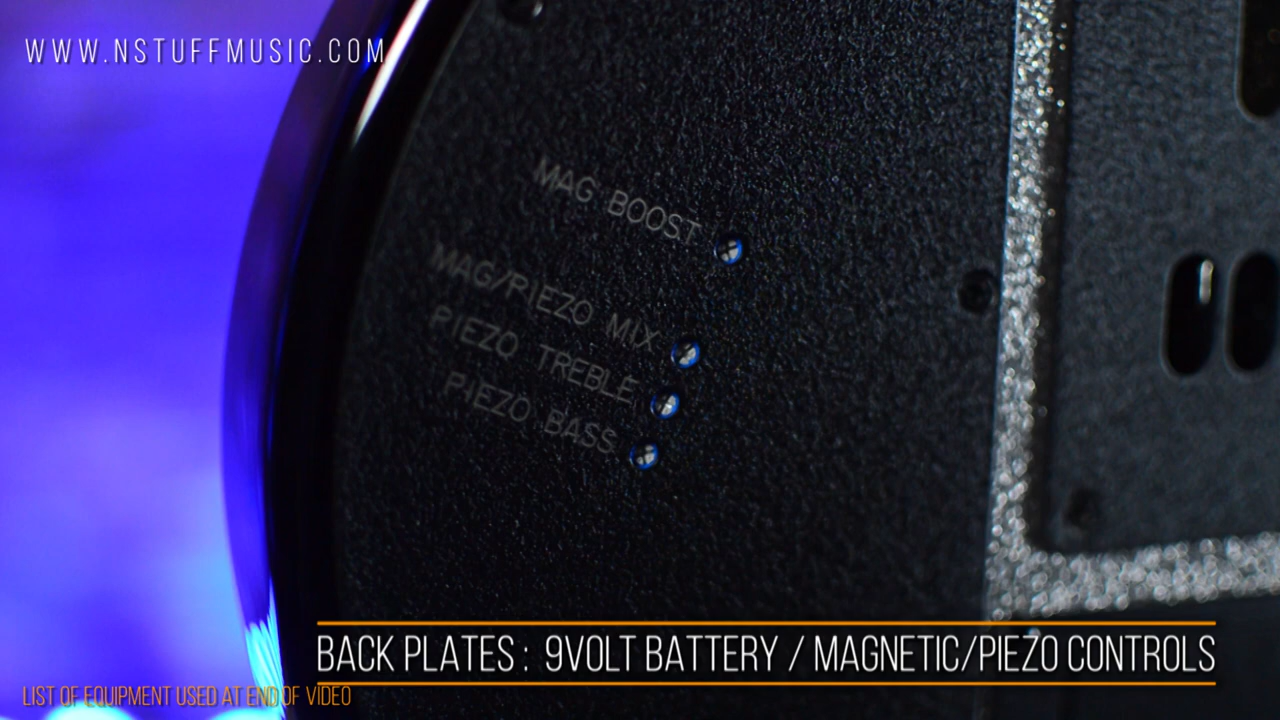 WWW.NSTUFFMUSIC.COM
MAG BOOST
MAG/PIEZO MIX
PIEZO TREBLE
PIEZO BASS
BACK PLATES : 9VOLT BATTERY / MAGNETIC/PIEZO CONTROLS
LIST OF EQUIPMENT USED AT END OF VIDEO